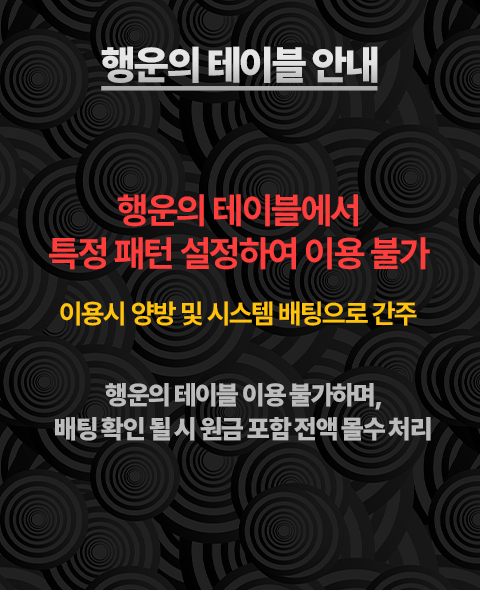 행운의 테이블 안내
행운의 테이블에서
특정 패턴 설정하여 이용 불가
이용시 양방 및 시스템 배팅으로 간주
행운의 테이블 이용 불가하며,
배팅 확인 될 시 원금 포함 전액 몰수 처리